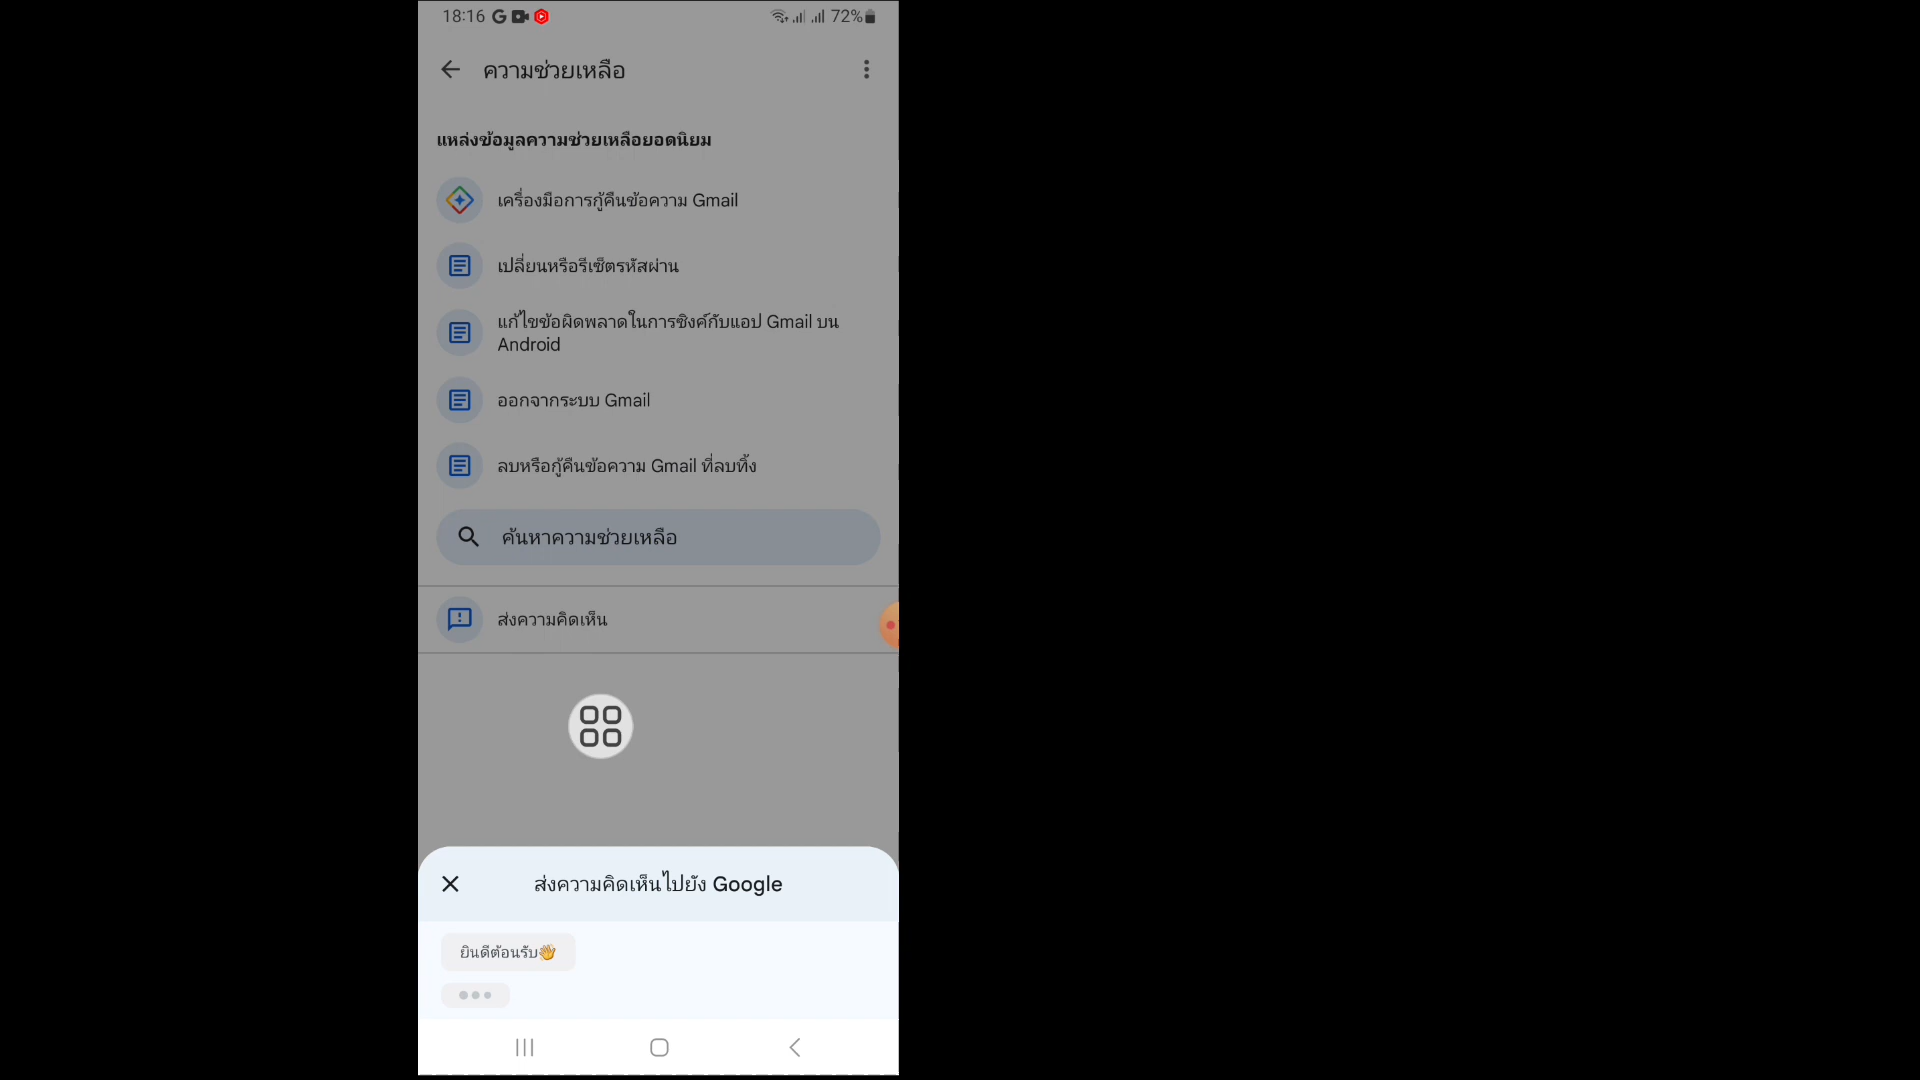 18:16
72%
ความช่วยเหลือ
แหล่งข้อมูลความช่วยเหลือยอดนิยม
เครื่องมือการกู้คืนข้อความ Gmail
เปลี่ยนหรือรีเซ็ตรหัสผ่าน
แก้ไขข้อผิดพลาดในการซิงค์กับแอป Gmail บน
Android
ออกจากระบบ Gmail
ลบหรือกู้คืนข้อความ Gmail ที่ลบทิ้ง
ค้นหาความช่วยเหลือ
ส่งความคิดเห็น
ส่งความคิดเห็นไปยัง Google
ยินดีต้อนรับ👋